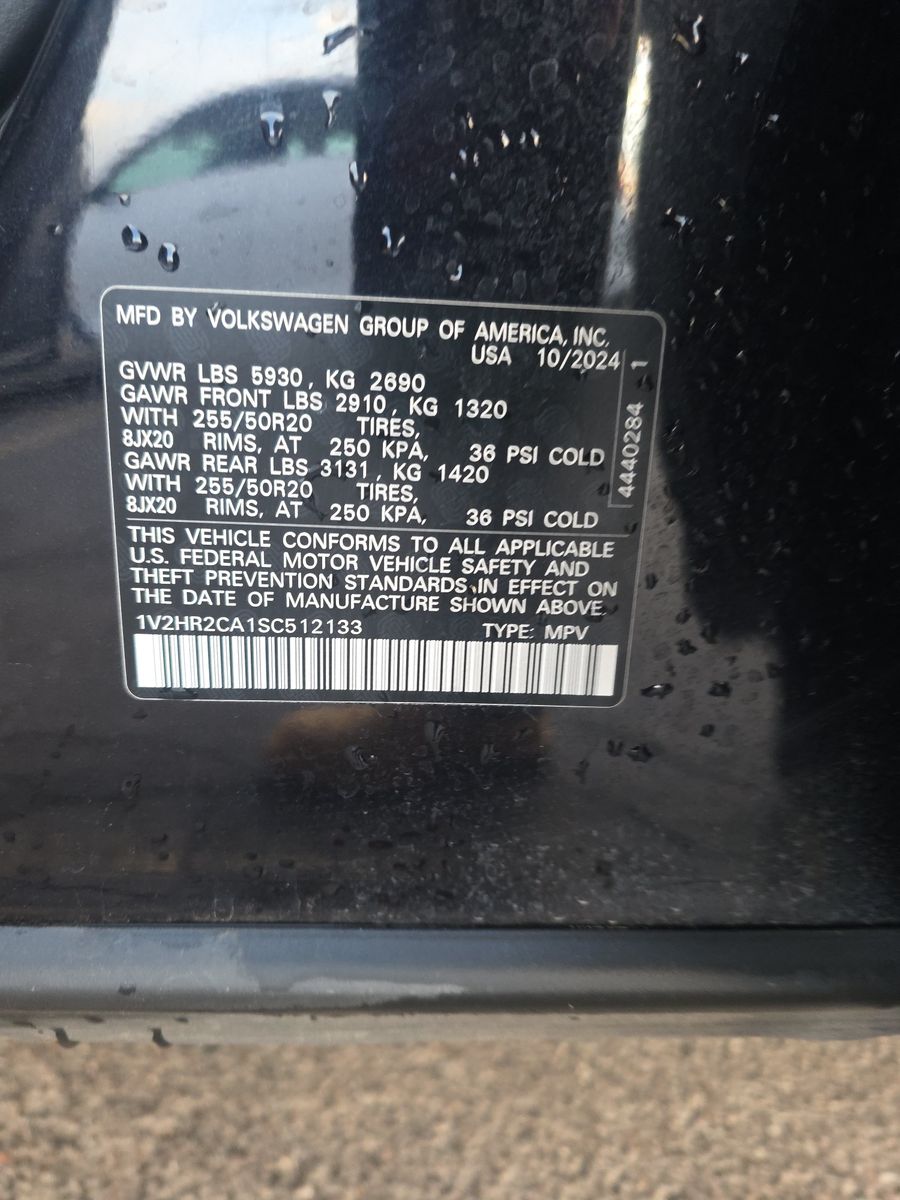 MFD BY VOLKSWAGEN GROUP OF AMERICA, INC.
USA 10/2024
GVWR LBS 5930, KG 2690
GAWR FRONT LBS 2910, KG 1320
WITH 255/50R20 TIRES,
8JX20 RIMS, AT 250 KPA, 36 PSI COLD
GAWR REAR LBS 3131, KG 1420
WITH 255/50R20 TIRES,
8JX20 RIMS, AT 250 KPA, 36 PSI COLD
4440284 1
THIS VEHICLE CONFORMS TO ALL APPLICABLE
U.S. FEDERAL MOTOR VEHICLE SAFETY AND
THEFT PREVENTION STANDARDS IN EFFECT ON
THE DATE OF MANUFACTURE SHOWN ABOVE.
1V2HR2CA1SC512133 TYPE: MPV